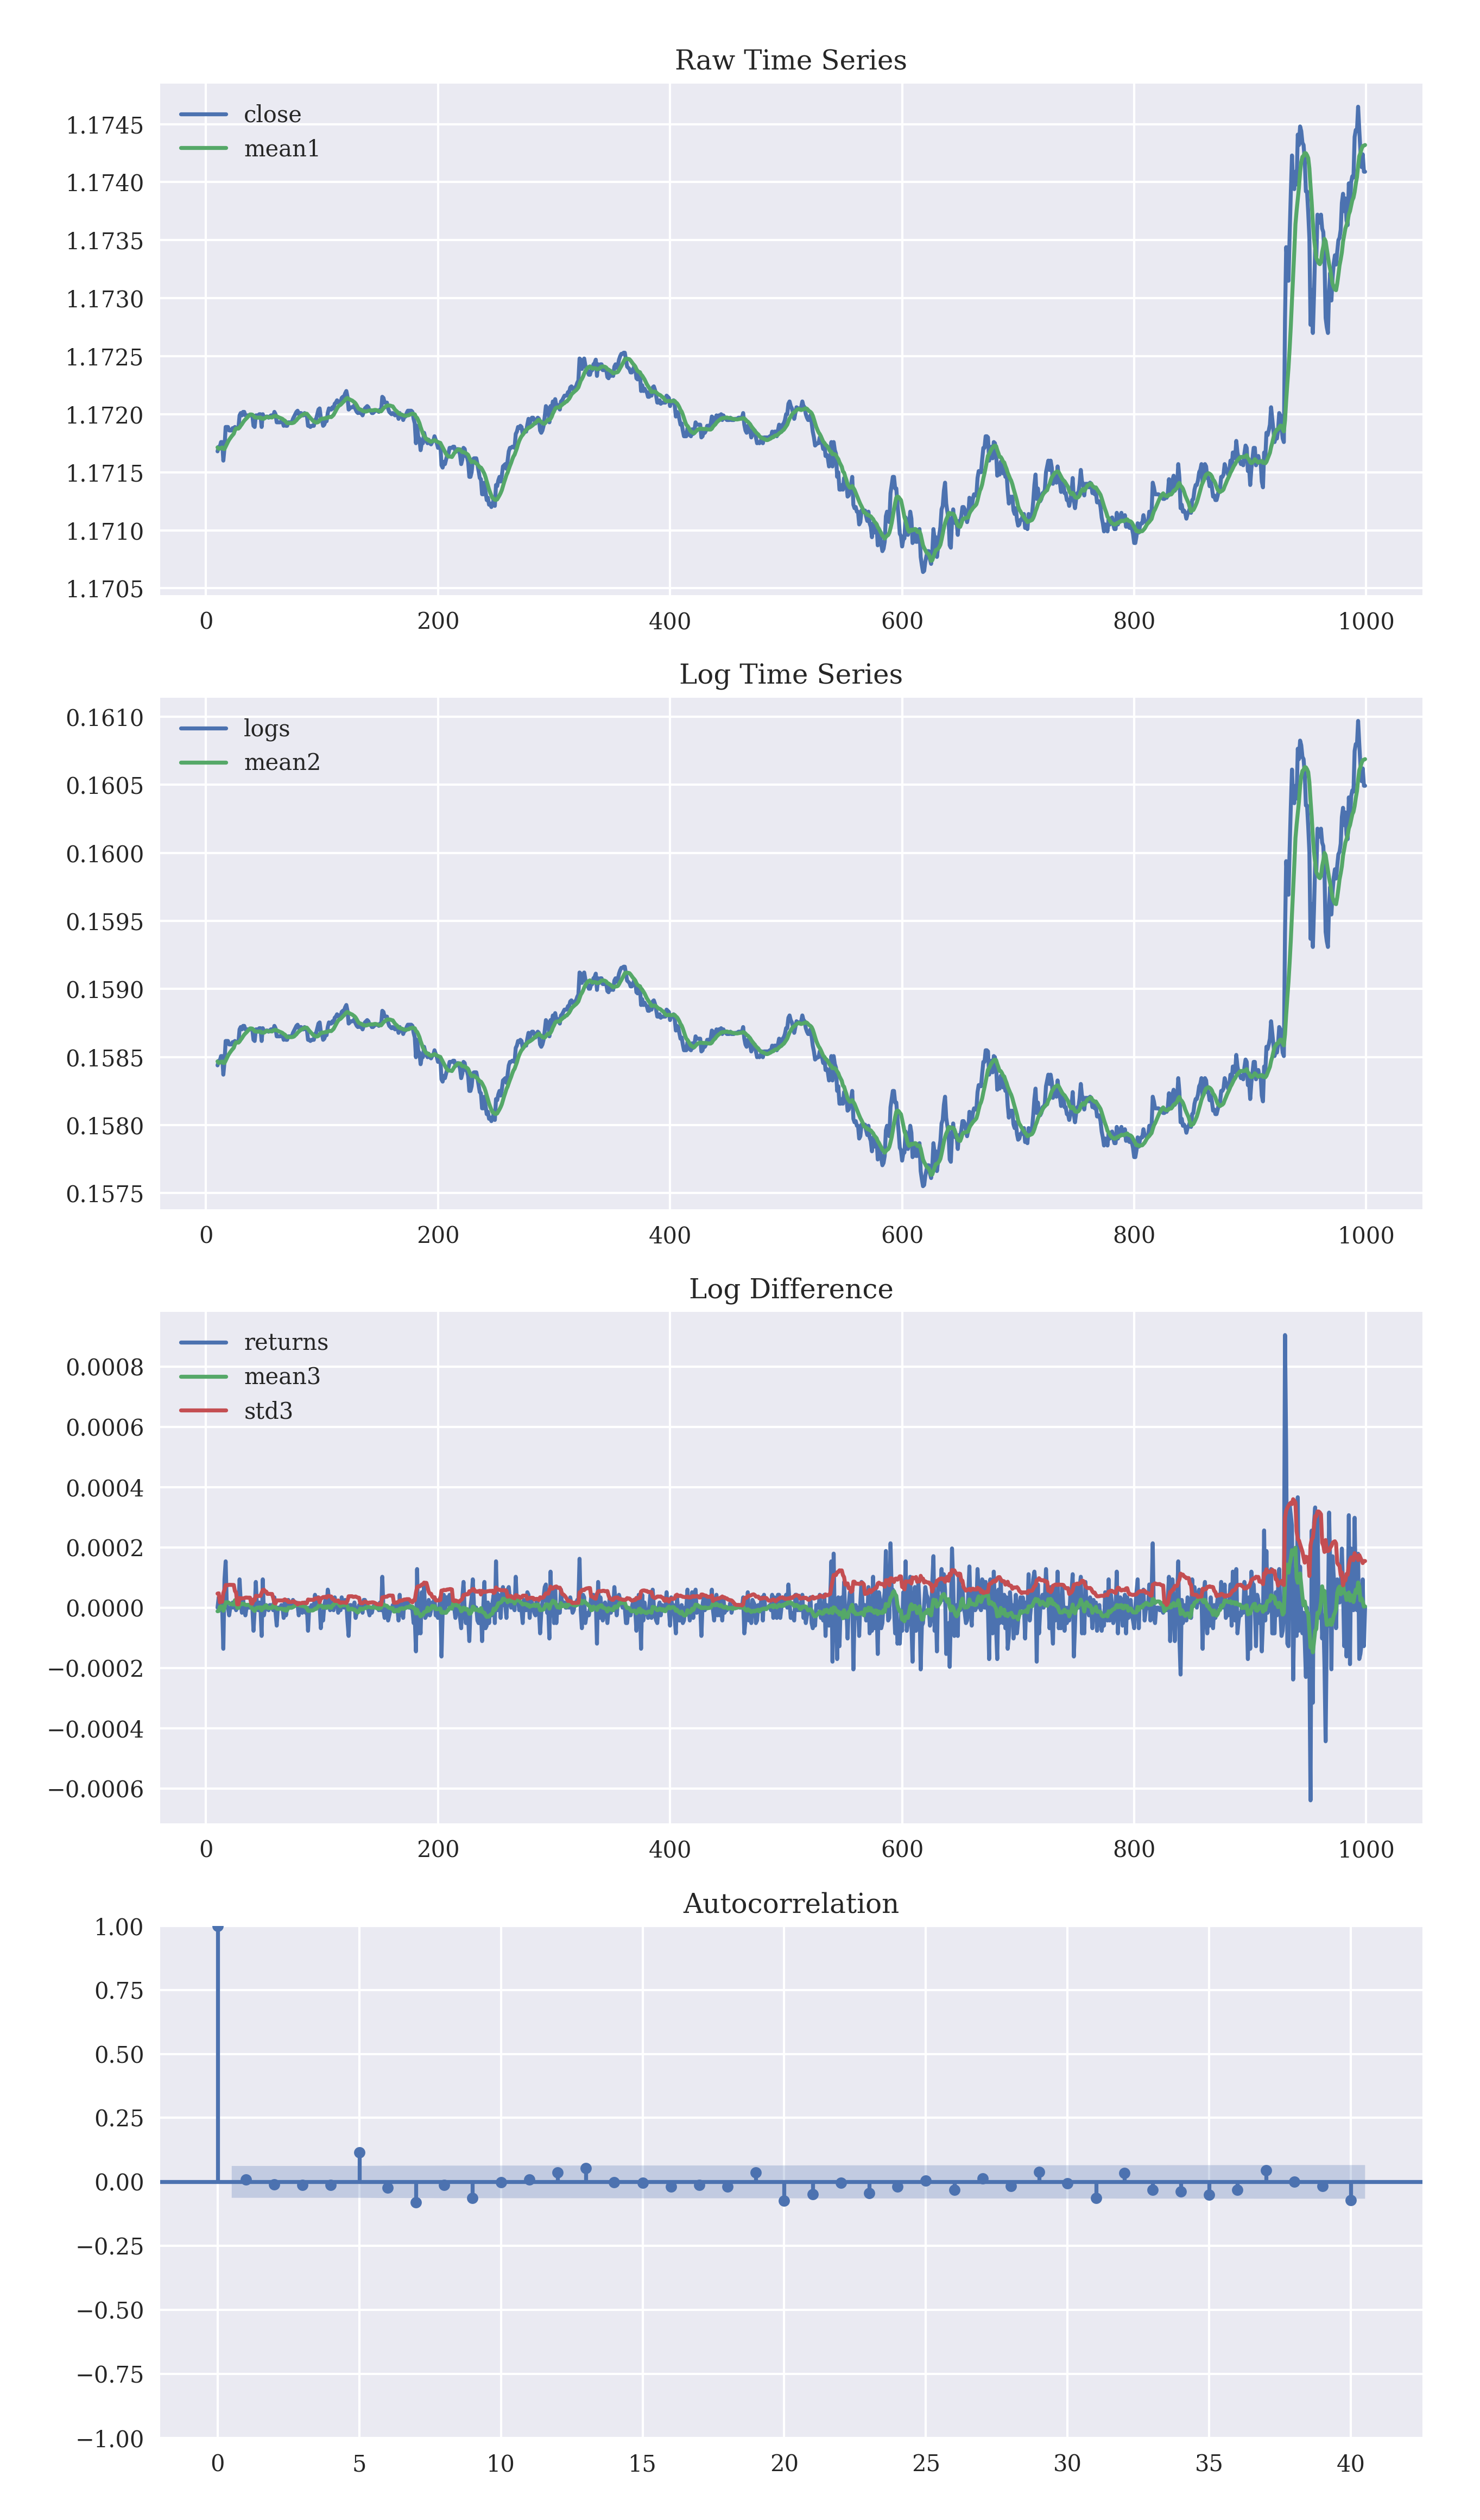 Raw Time Series
close
mean1
1.1745
1.1740
1.1735
1.1730
1.1725
1.1720
1.1715
1.1710
1.1705
0 200 400 600 800 1000
Log Time Series
logs
mean2
0.1610
0.1605
0.1600
0.1595
0.1590
0.1585
0.1580
0.1575
0 200 400 600 800 1000
Log Difference
returns
mean3
std3
0.0008
0.0006
0.0004
0.0002
0.0000
−0.0002
−0.0004
−0.0006
0 200 400 600 800 1000
Autocorrelation
1.00
0.75
0.50
0.25
0.00
−0.25
−0.50
−0.75
−1.00
0 5 10 15 20 25 30 35 40